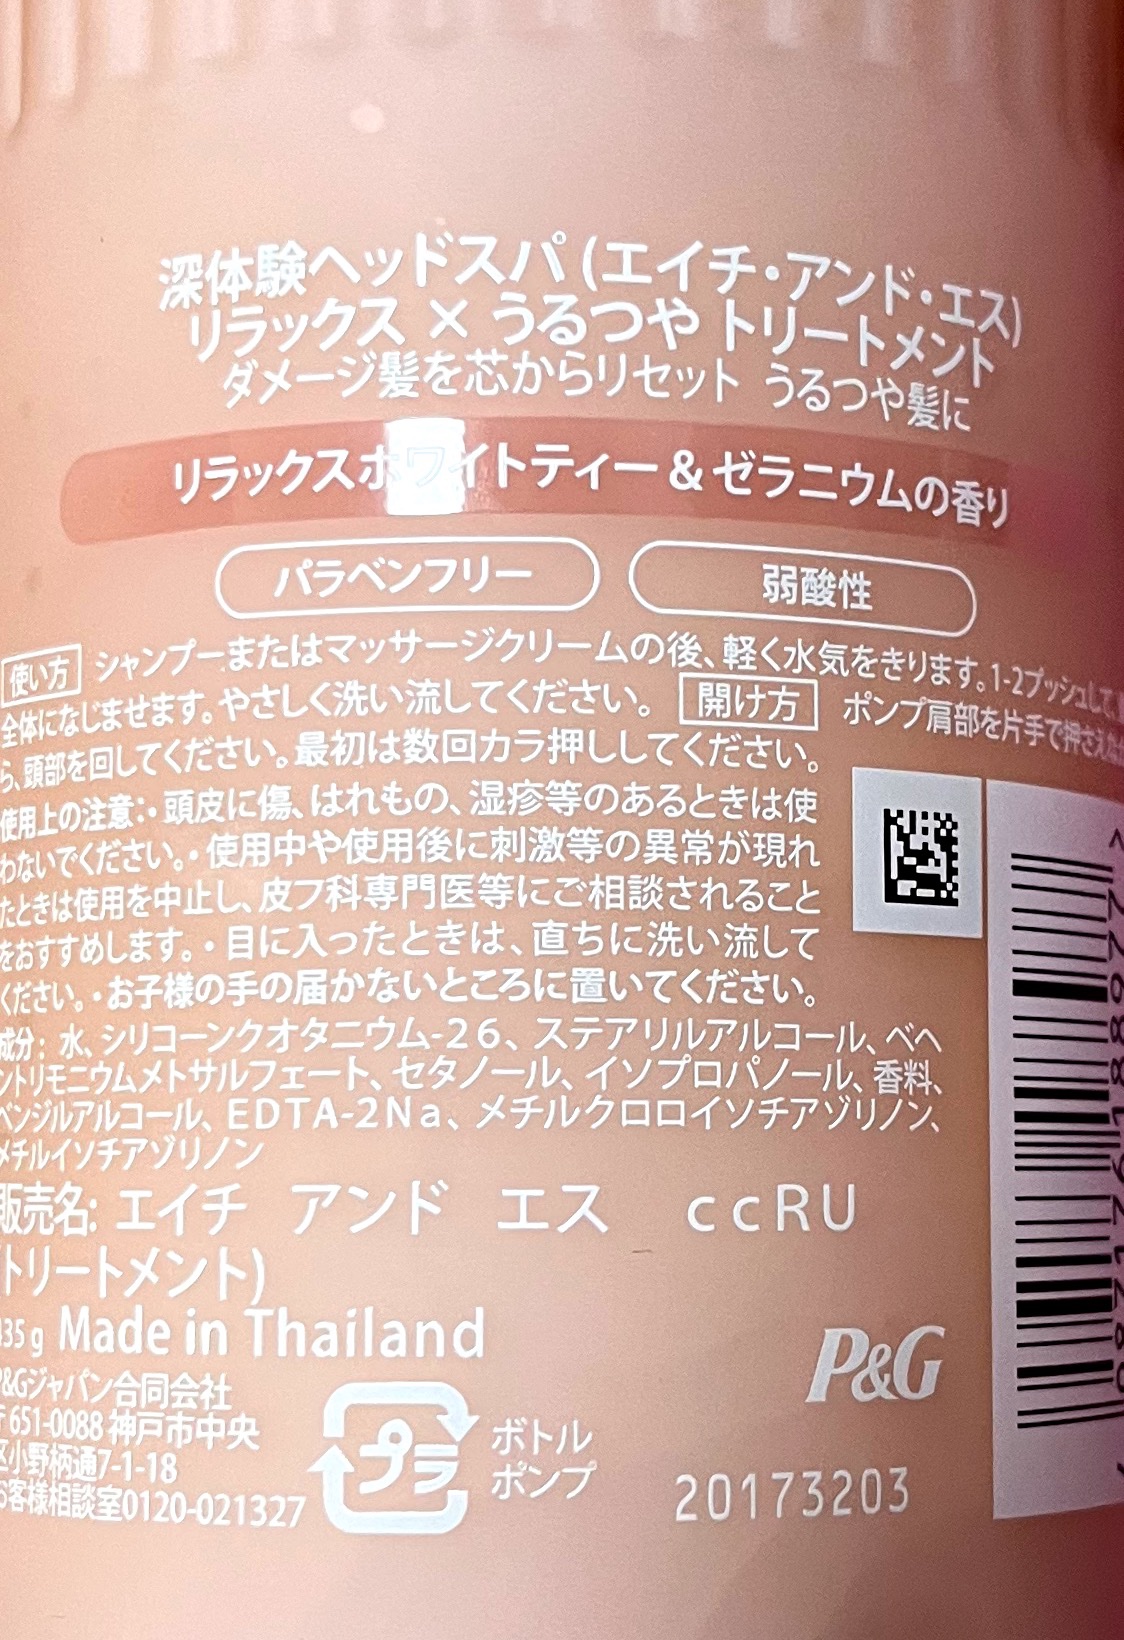 深体験ヘッドスパ (エイチ・アンド・エス)
リラックス × うるつや トリートメント
ダメージ髪を芯からリセット うるつや髪に
リラックスホワイトティー & ゼラニウムの香り
パラベンフリー 弱酸性
使い方 シャンプーまたはマッサージクリームの後、軽く水気をきります。1-2プッシュして、
全体になじませます。やさしく洗い流してください。 開け方 ポンプ肩部を片手で押さえなが
ら、頭部を回してください。最初は数回カラ押ししてください。
使用上の注意:・頭皮に傷、はれもの、湿疹等のあるときは使
わないでください。・使用中や使用後に刺激等の異常が現れ
たときは使用を中止し、皮フ科専門医等にご相談されること
をおすすめします。・目に入ったときは、直ちに洗い流して
ください。・お子様の手の届かないところに置いてください。
成分: 水、シリコーンクオタニウム-26、ステアリルアルコール、ベヘ
ントリモニウムメトサルフェート、セタノール、イソプロパノール、香料、
ベンジルアルコール、EDTA-2Na、メチルクロロイソチアゾリノン、
メチルイソチアゾリノン
販売名: エイチ アンド エス ccRU
(トリートメント)
435g Made in Thailand
P&G
P&Gジャパン合同会社
〒651-0088 神戸市中央
区小野柄通7-1-18
お客様相談室0120-021327
プラ ボトル
ポンプ
20173203